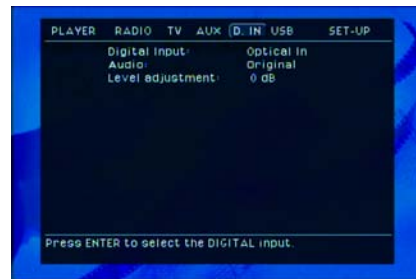 PLAYER RADIO TV AUX D. IN USB SET-UP
Digital Input: Optical In
Audio: Original
Level adjustment: 0 dB
Press ENTER to select the DIGITAL input.